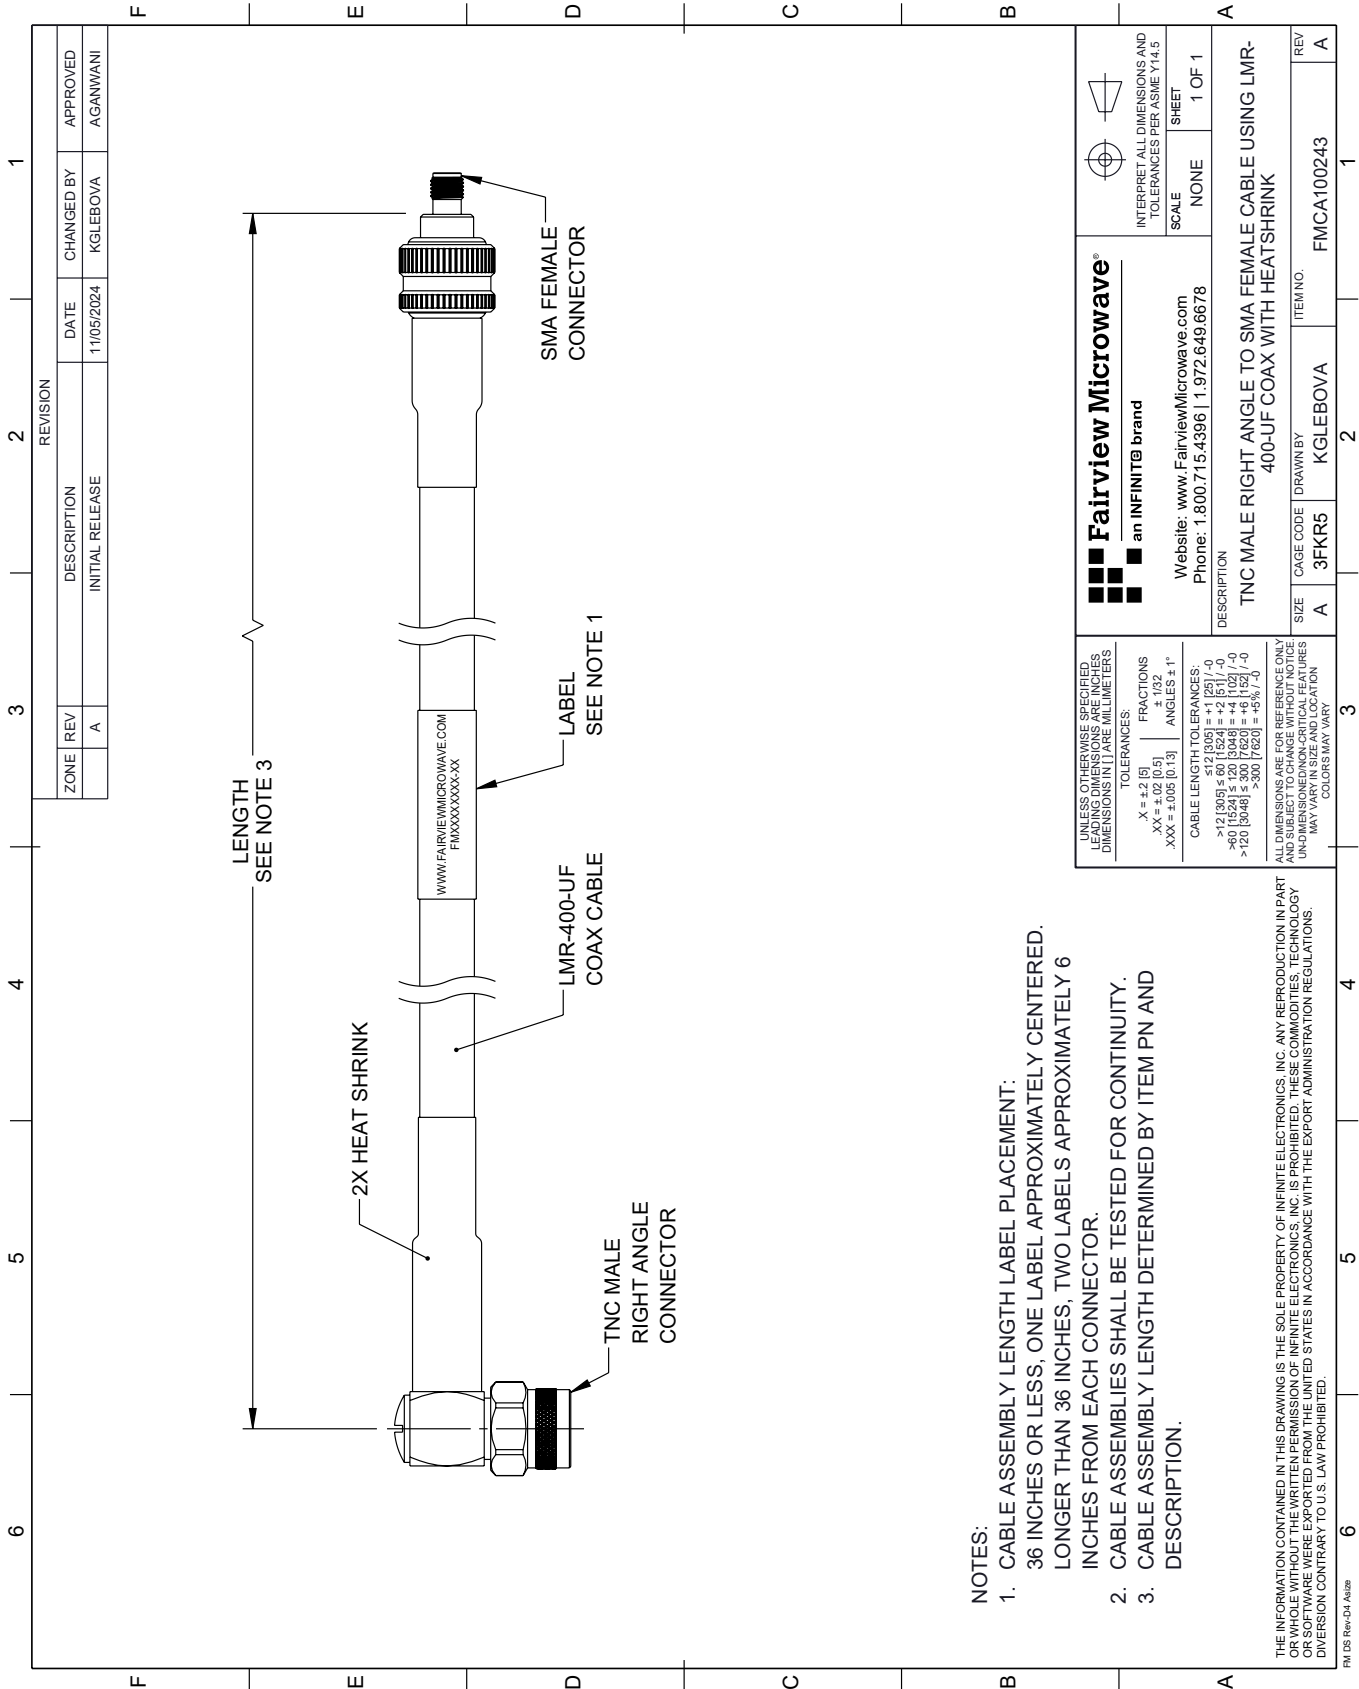 6
5
4
3
2
1
F
E
D
C
B
A
REVISION
ZONE REV DESCRIPTION DATE CHANGED BY APPROVED
A INITIAL RELEASE 11/05/2024 KGLEBOVA AGANWANI
LENGTH
SEE NOTE 3
2X HEAT SHRINK
WWW.FAIRVIEWMICROWAVE.COM
FMXXXXXXXXX-XX
TNC MALE
RIGHT ANGLE
CONNECTOR
LMR-400-UF
COAX CABLE
LABEL
SEE NOTE 1
SMA FEMALE
CONNECTOR
NOTES:
1. CABLE ASSEMBLY LENGTH LABEL PLACEMENT:
36 INCHES OR LESS, ONE LABEL APPROXIMATELY CENTERED.
LONGER THAN 36 INCHES, TWO LABELS APPROXIMATELY 6
INCHES FROM EACH CONNECTOR.
2. CABLE ASSEMBLIES SHALL BE TESTED FOR CONTINUITY.
3. CABLE ASSEMBLY LENGTH DETERMINED BY ITEM PN AND
DESCRIPTION.
THE INFORMATION CONTAINED IN THIS DRAWING IS THE SOLE PROPERTY OF INFINITE ELECTRONICS, INC. ANY REPRODUCTION IN PART
OR WHOLE WITHOUT THE WRITTEN PERMISSION OF INFINITE ELECTRONICS, INC. IS PROHIBITED. THESE COMMODITIES, TECHNOLOGY
OR SOFTWARE WERE EXPORTED FROM THE UNITED STATES IN ACCORDANCE WITH THE EXPORT ADMINISTRATION REGULATIONS.
DIVERSION CONTRARY TO U.S. LAW PROHIBITED.
UNLESS OTHERWISE SPECIFIED
LEADING DIMENSIONS ARE INCHES
DIMENSIONS IN [ ] ARE MILLIMETERS
TOLERANCES:
.X = ±.2 [5] FRACTIONS
.XX = ±.02 [0.5] ± 1/32
.XXX = ±.005 [0.13] ANGLES ± 1°
CABLE LENGTH TOLERANCES:
≤12 [305] = +1 [25] / -0
>12 [305] ≤ 60 [1524] = +2 [51] / -0
>60 [1524] ≤ 120 [3048] = +4 [102] / -0
>120 [3048] ≤ 300 [7620] = +6 [152] / -0
>300 [7620] = +5% / -0
ALL DIMENSIONS ARE FOR REFERENCE ONLY
AND SUBJECT TO CHANGE WITHOUT NOTICE.
UN-DIMENSIONED/NON-CRITICAL FEATURES
MAY VARY IN SIZE AND LOCATION
COLORS MAY VARY
Fairview Microwave®
an INFINIT® brand
Website: www.FairviewMicrowave.com
Phone: 1.800.715.4396 | 1.972.649.6678
INTERPRET ALL DIMENSIONS AND
TOLERANCES PER ASME Y14.5
SCALE NONE
SHEET 1 OF 1
DESCRIPTION
TNC MALE RIGHT ANGLE TO SMA FEMALE CABLE USING LMR-
400-UF COAX WITH HEATSHRINK
SIZE A
CAGE CODE 3FKR5
DRAWN BY KGLEBOVA
ITEM NO. FMCA100243
REV A
F
E
D
C
B
A
6
5
4
3
2
1
FM DS Rev-D4 Asize